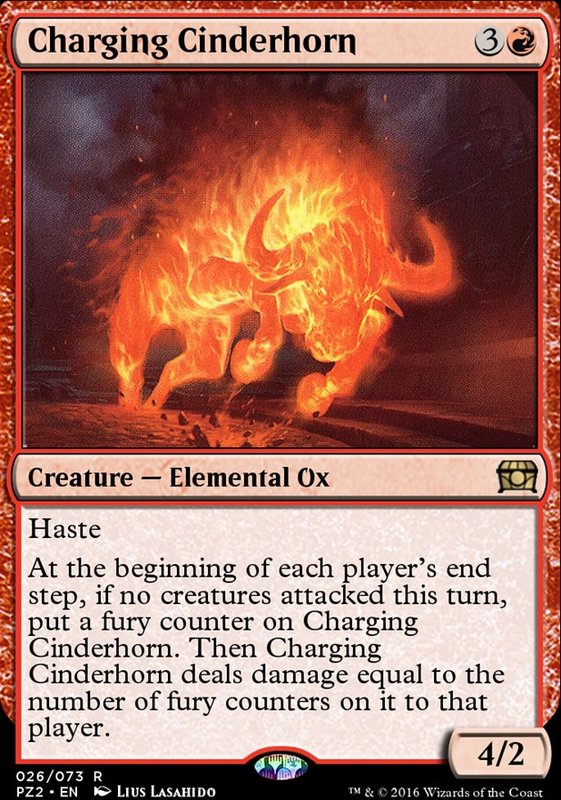 Charging Cinderhorn 3
Creature — Elemental Ox
Haste
At the beginning of each player's end
step, if no creatures attacked this turn,
put a fury counter on Charging
Cinderhorn. Then Charging
Cinderhorn deals damage equal to the
number of fury counters on it to that
player.
4/2
026/073 R
PZ2 • EN Lius Lasahido ™ & © 2016 Wizards of the Coast